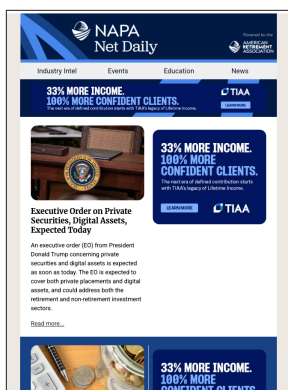 NAPA
Net Daily
Powered by the
AMERICAN
RETIREMENT
ASSOCIATION
Industry Intel
Events
Education
News
33% MORE INCOME.
100% MORE CONFIDENT CLIENTS.
The next era of defined contribution starts with TIAA's legacy of Lifetime Income.
TIAA
LEARN MORE
33% MORE INCOME.
100% MORE
CONFIDENT CLIENTS.
The next era of defined contribution starts
with TIAA's legacy of Lifetime Income.
LEARN MORE
TIAA
Executive Order on Private
Securities, Digital Assets,
Expected Today
An executive order (EO) from President
Donald Trump concerning private
securities and digital assets is expected
as soon as today. The EO is expected to
cover both private placements and digital
assets, and could address both the
retirement and non-retirement investment
sectors.
Read more...
33% MORE INCOME.
100% MORE
CONFIDENT CLIENTS.